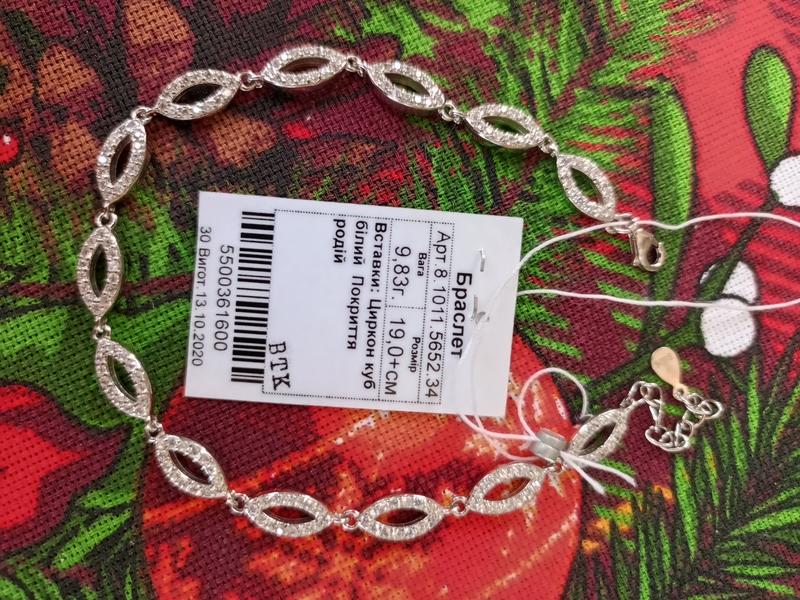 Браслет
Арт.8.1011.5652.34
Вага Розмір
9,83г. 19,0+см
Вставки: Циркон куб
білий Покриття
родій
ВТК
5500361600
30 Вигот. 13.10.2020